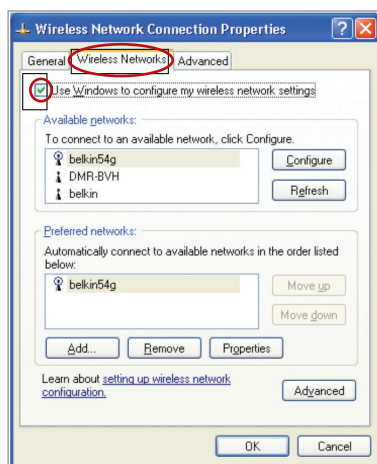 Wireless Network Connection Properties
General Wireless Networks Advanced
Use Windows to configure my wireless network settings
Available networks:
To connect to an available network, click Configure.
belkin54g
DMR-BVH
belkin
Configure
Refresh
Preferred networks:
Automatically connect to available networks in the order listed
below:
belkin54g
Move up
Move down
Add... Remove Properties
Learn about setting up wireless network
configuration.
Advanced
OK Cancel